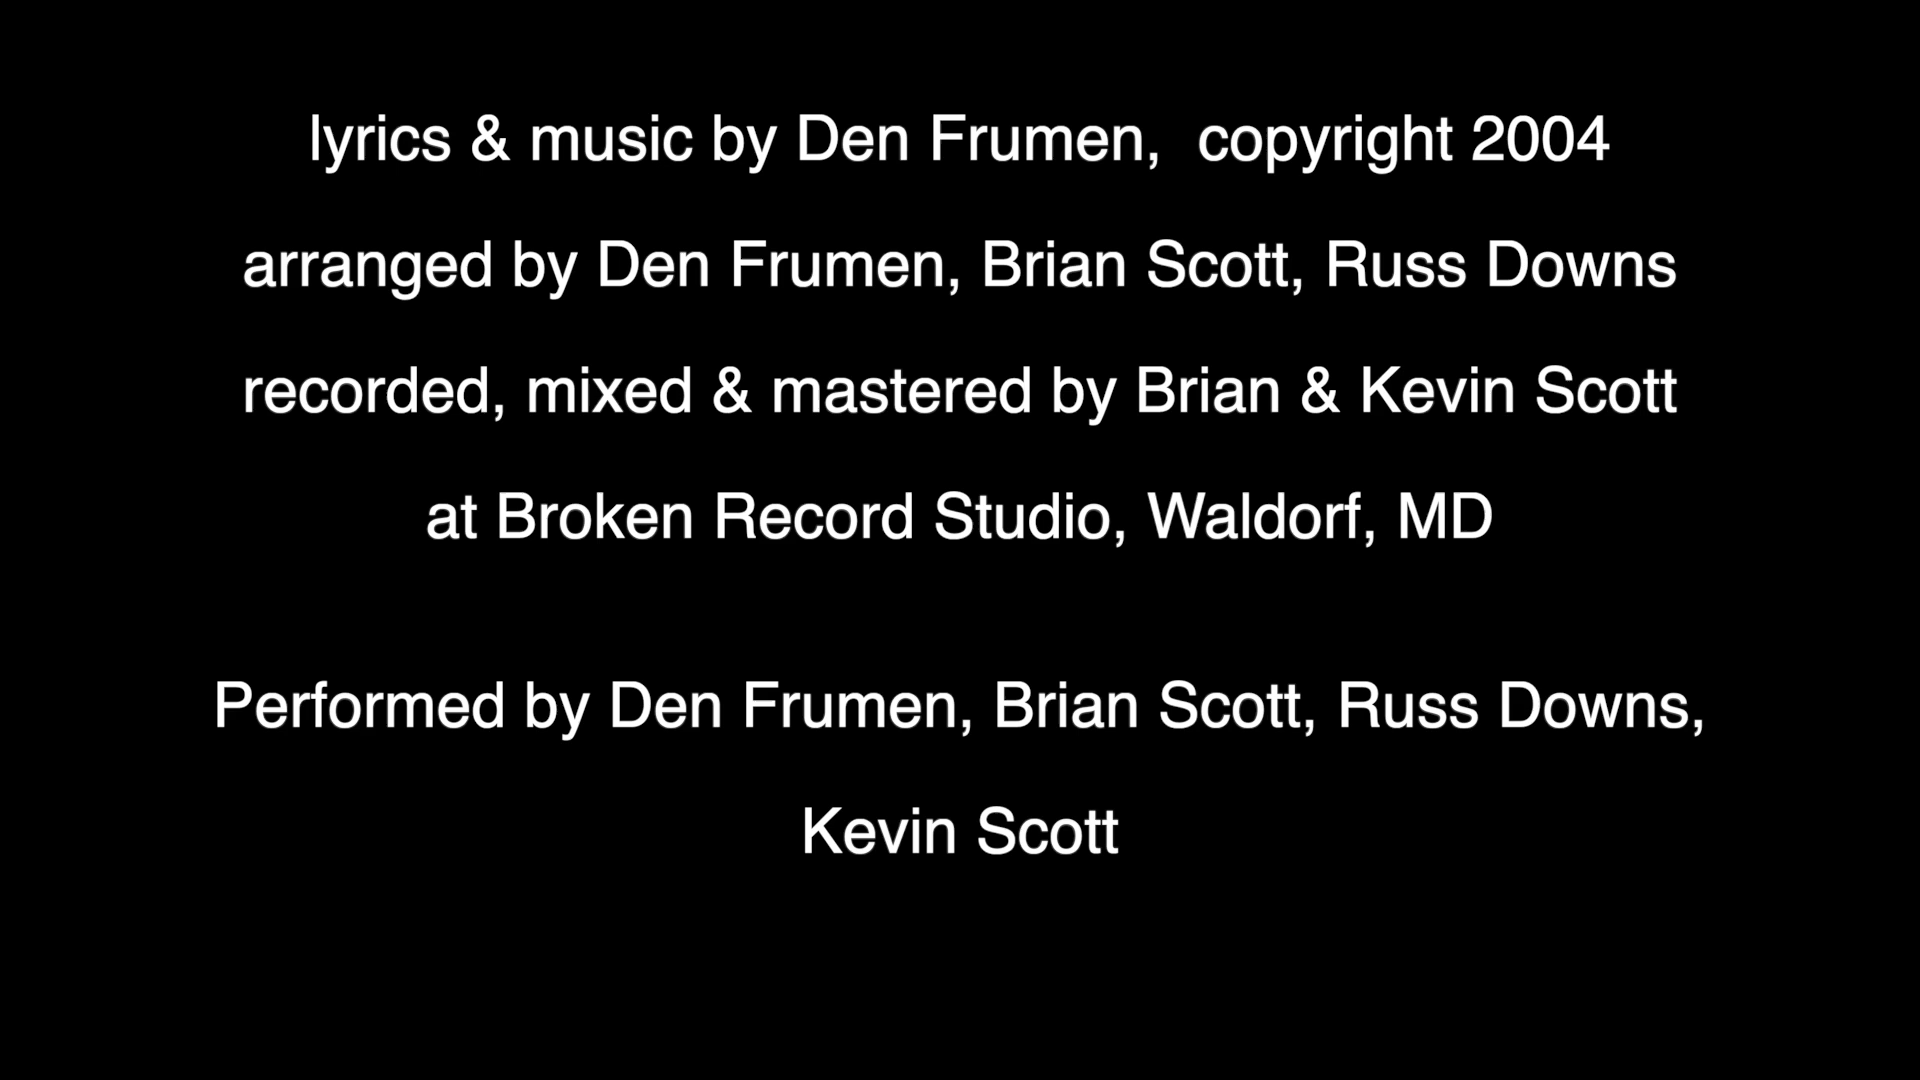 lyrics & music by Den Frumen,  copyright 2004
arranged by Den Frumen, Brian Scott, Russ Downs
recorded, mixed & mastered by Brian & Kevin Scott
at Broken Record Studio, Waldorf, MD
Performed by Den Frumen, Brian Scott, Russ Downs,
Kevin Scott